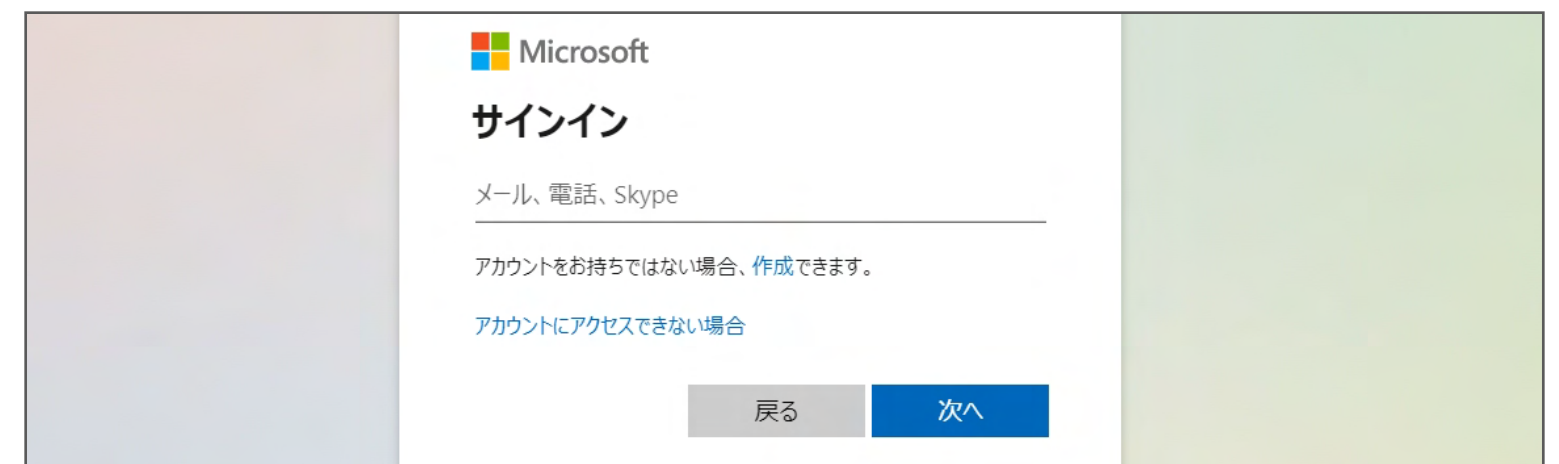 Microsoft
サインイン
メール、電話、Skype
アカウントをお持ちではない場合、作成できます。
アカウントにアクセスできない場合
戻る
次へ